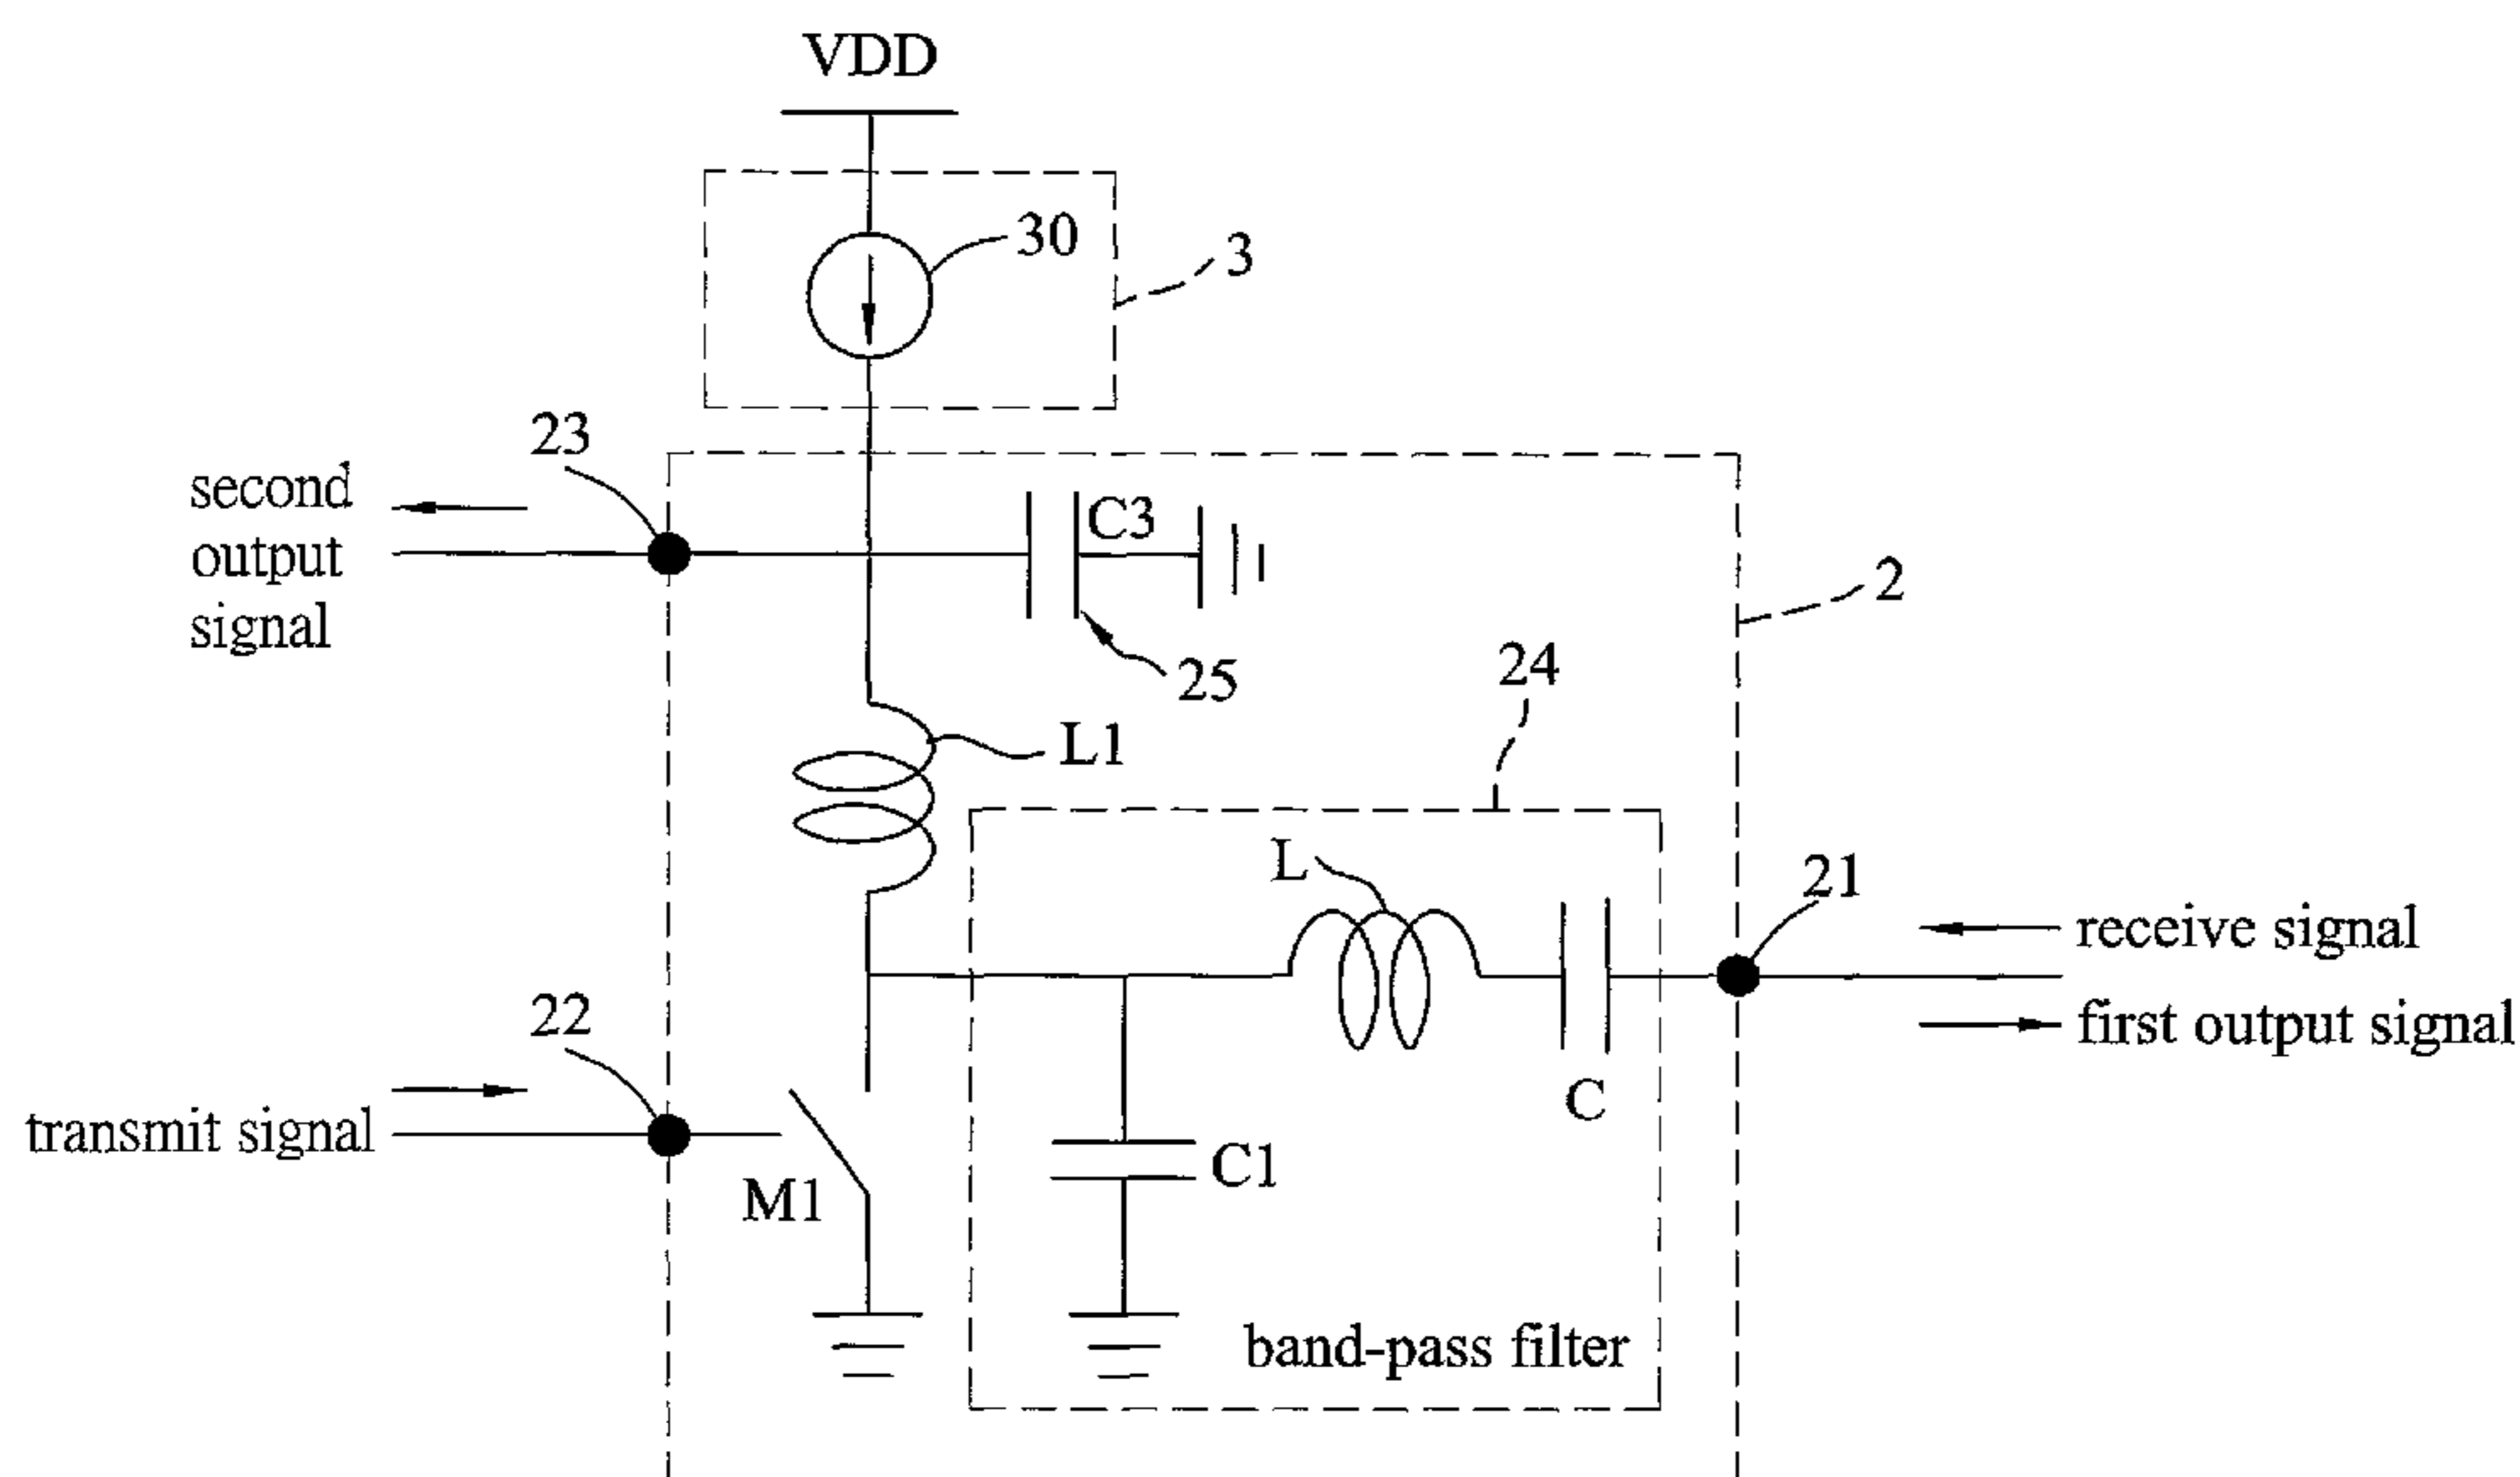 VDD
30
3
23
second
output
signal
C3
2
25
24
L1
L
21
receive signal
first output signal
22
transmit signal
C
M1
C1
band-pass filter